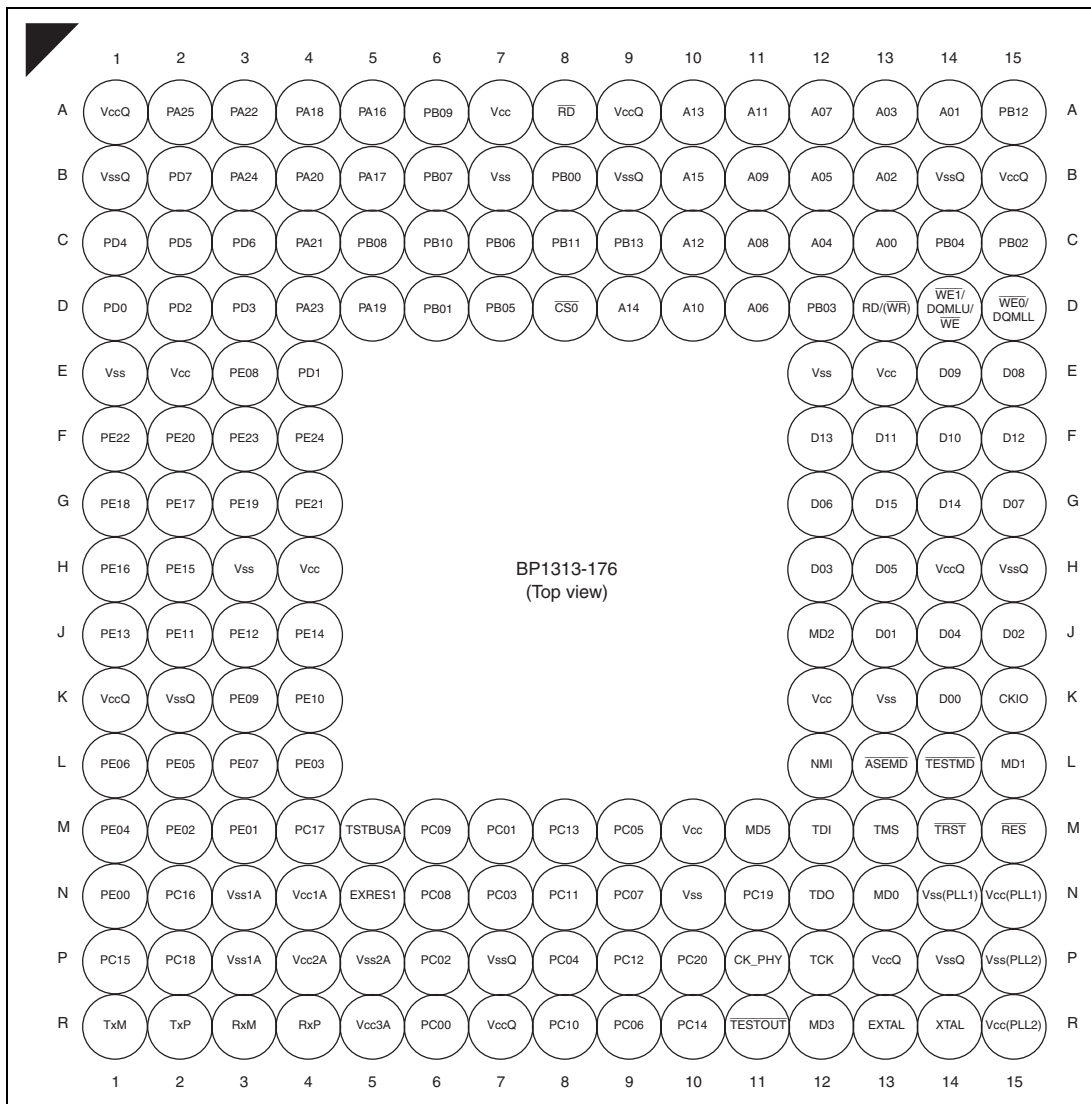 1 2 3 4 5 6 7 8 9 10 11 12 13 14 15
A VccQ PA25 PA22 PA18 PA16 PB09 Vcc RD VccQ A13 A11 A07 A03 A01 PB12 A
B VssQ PD7 PA24 PA20 PA17 PB07 Vss PB00 VssQ A15 A09 A05 A02 VssQ VccQ B
C PD4 PD5 PD6 PA21 PB08 PB10 PB06 PB11 PB13 A12 A08 A04 A00 PB04 PB02 C
D PD0 PD2 PD3 PA23 PA19 PB01 PB05 CS0 A14 A10 A06 PB03 RD/(WR) WE1/DQMLU/WE WE0/DQMLL D
E Vss Vcc PE08 PD1 Vss Vcc D09 D08 E
F PE22 PE20 PE23 PE24 D13 D11 D10 D12 F
G PE18 PE17 PE19 PE21 D06 D15 D14 D07 G
H PE16 PE15 Vss Vcc BP1313-176 D03 D05 VccQ VssQ H
(Top view)
J PE13 PE11 PE12 PE14 MD2 D01 D04 D02 J
K VccQ VssQ PE09 PE10 Vcc Vss D00 CKIO K
L PE06 PE05 PE07 PE03 NMI ASEMD TESTMD MD1 L
M PE04 PE02 PE01 PC17 TSTBUSA PC09 PC01 PC13 PC05 Vcc MD5 TDI TMS TRST RES M
N PE00 PC16 Vss1A Vcc1A EXRES1 PC08 PC03 PC11 PC07 Vss PC19 TDO MD0 Vss(PLL1) Vcc(PLL1) N
P PC15 PC18 Vss1A Vcc2A Vss2A PC02 VssQ PC04 PC12 PC20 CK_PHY TCK VccQ VssQ Vss(PLL2) P
R TxM TxP RxM RxP Vcc3A PC00 VccQ PC10 PC06 PC14 TESTOUT MD3 EXTAL XTAL Vcc(PLL2) R
1 2 3 4 5 6 7 8 9 10 11 12 13 14 15